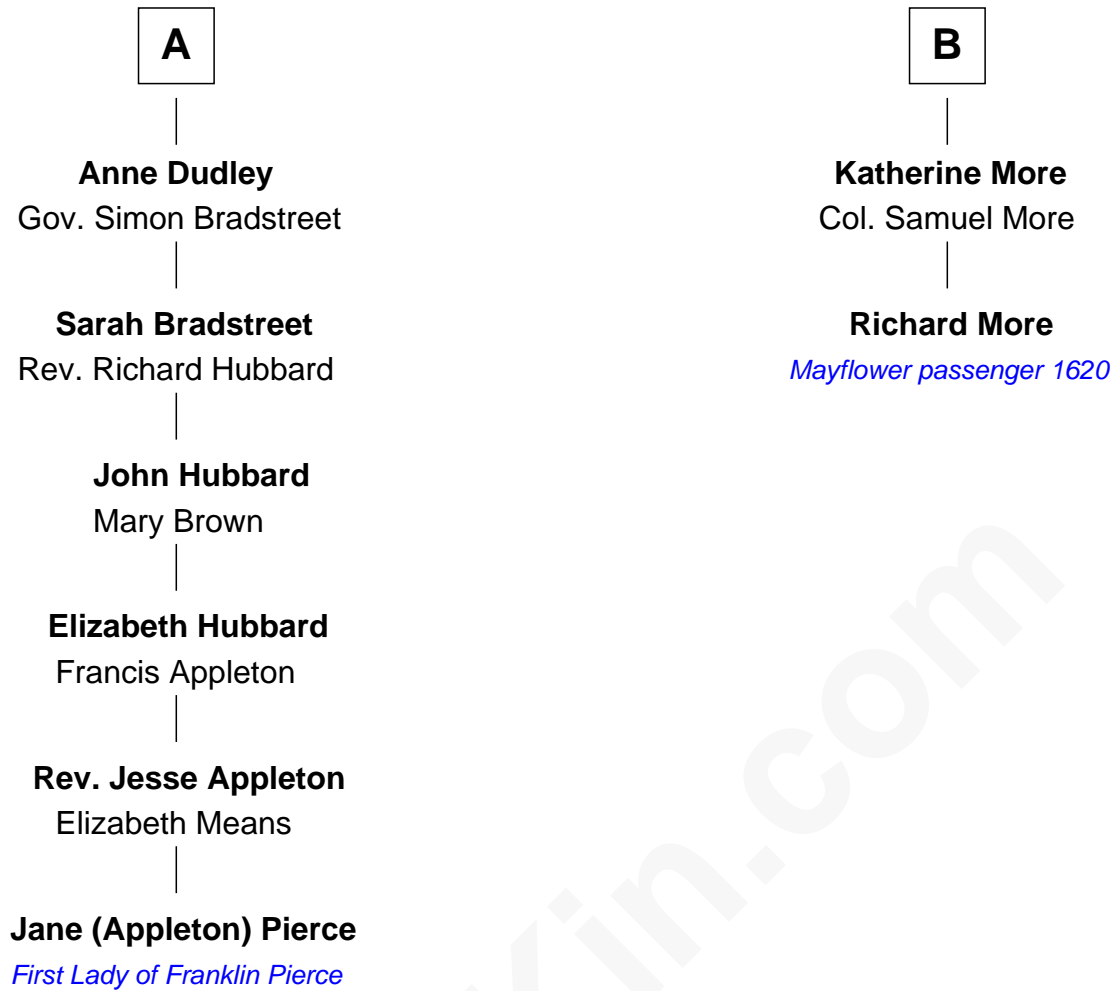 A
Anne Dudley
Gov. Simon Bradstreet
Sarah Bradstreet
Rev. Richard Hubbard
John Hubbard
Mary Brown
Elizabeth Hubbard
Francis Appleton
Rev. Jesse Appleton
Elizabeth Means
Jane (Appleton) Pierce
First Lady of Franklin Pierce
B
Katherine More
Col. Samuel More
Richard More
Mayflower passenger 1620
Kin.com